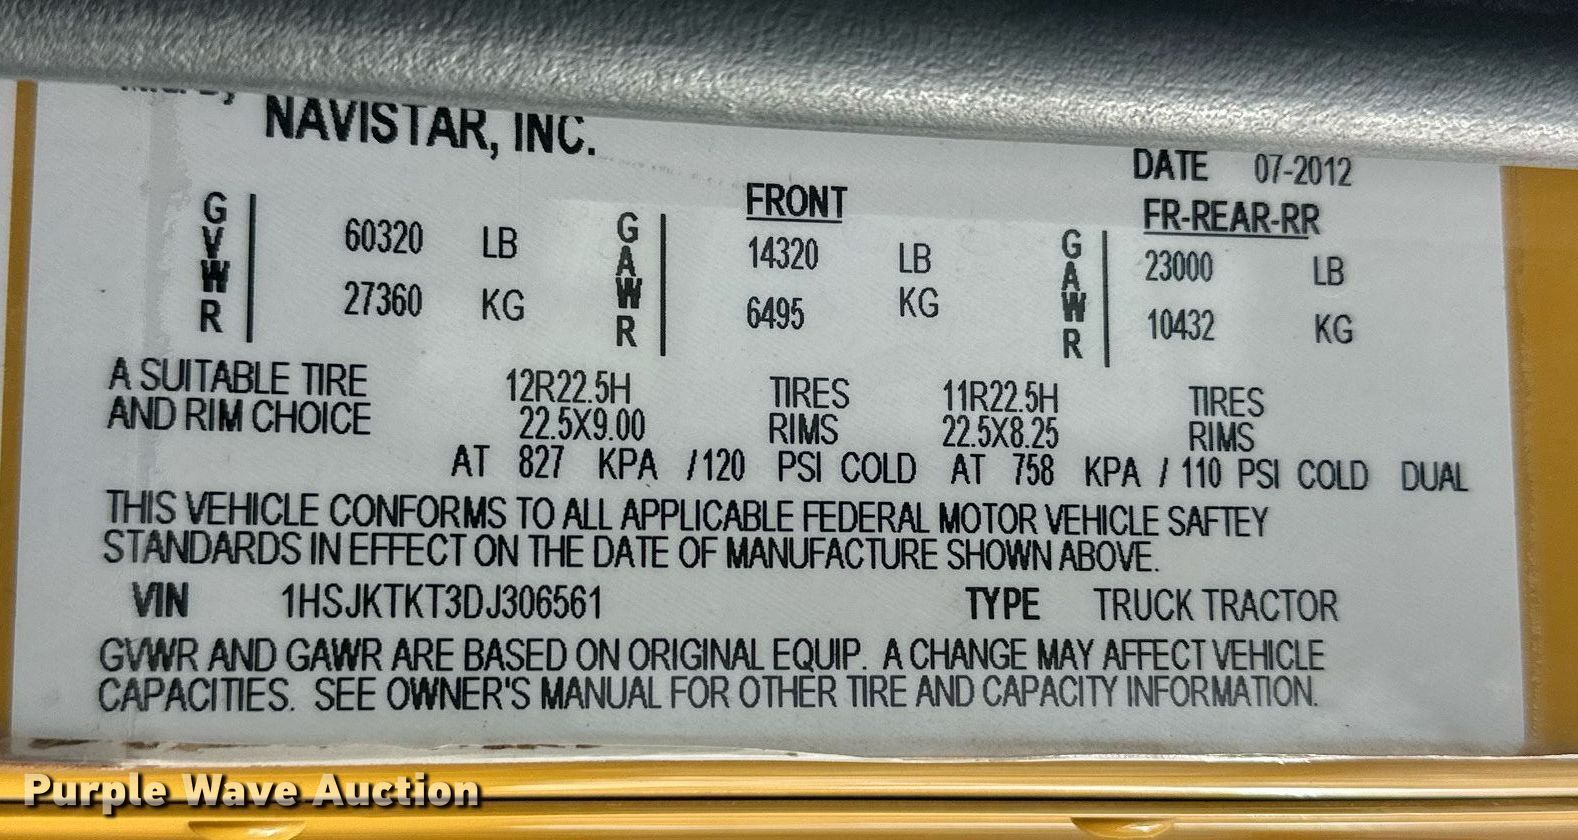 NAVISTAR, INC.
DATE 07-2012
GVWR 60320 LB GAWR FRONT 14320 LB GAWR FR-REAR-RR 23000 LB
27360 KG 6495 KG 10432 KG
A SUITABLE TIRE 12R22.5H TIRES 11R22.5H TIRES
AND RIM CHOICE 22.5X9.00 RIMS 22.5X8.25 RIMS
AT 827 KPA /120 PSI COLD AT 758 KPA / 110 PSI COLD DUAL
THIS VEHICLE CONFORMS TO ALL APPLICABLE FEDERAL MOTOR VEHICLE SAFTEY
STANDARDS IN EFFECT ON THE DATE OF MANUFACTURE SHOWN ABOVE.
VIN 1HSJKTKT3DJ306561 TYPE TRUCK TRACTOR
GVWR AND GAWR ARE BASED ON ORIGINAL EQUIP. A CHANGE MAY AFFECT VEHICLE
CAPACITIES. SEE OWNER'S MANUAL FOR OTHER TIRE AND CAPACITY INFORMATION.
Purple Wave Auction